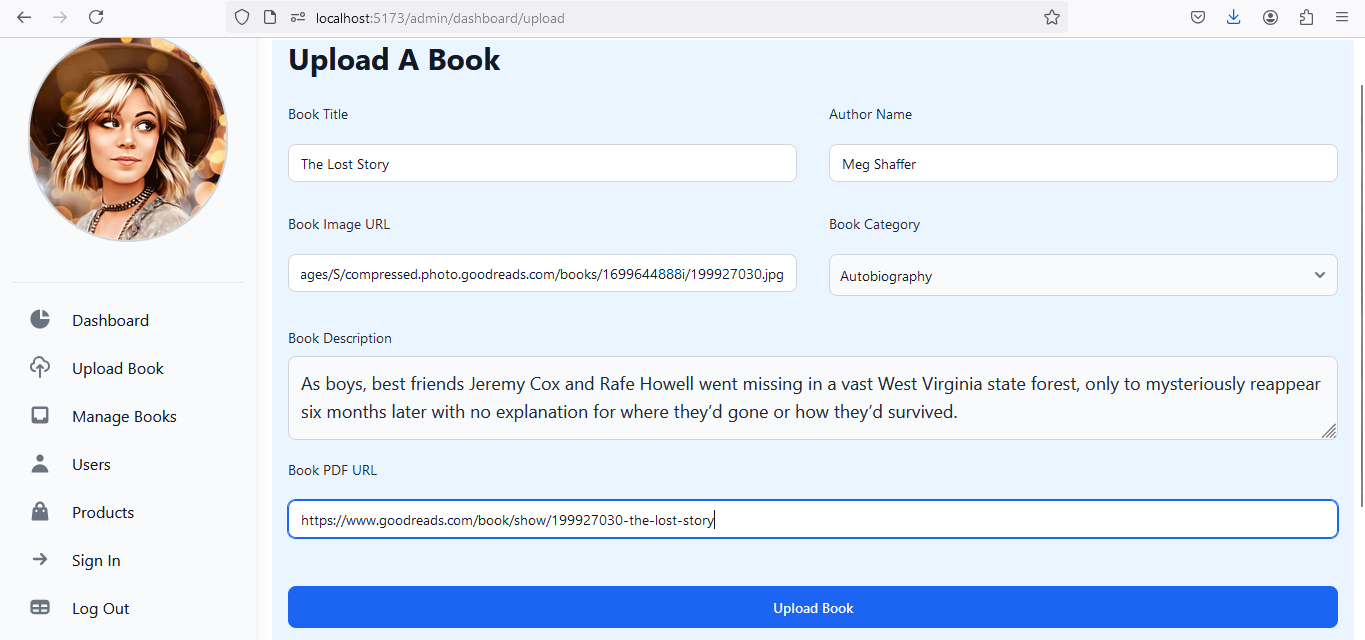 localhost:5173/admin/dashboard/upload
Dashboard
Upload Book
Manage Books
Users
Products
Sign In
Log Out
Upload A Book
Book Title
Author Name
The Lost Story
Meg Shaffer
Book Image URL
Book Category
ages/S/compressed.photo.goodreads.com/books/1699644888i/199927030.jpg
Autobiography
Book Description
As boys, best friends Jeremy Cox and Rafe Howell went missing in a vast West Virginia state forest, only to mysteriously reappear
six months later with no explanation for where they’d gone or how they’d survived.
Book PDF URL
https://www.goodreads.com/book/show/199927030-the-lost-story
Upload Book